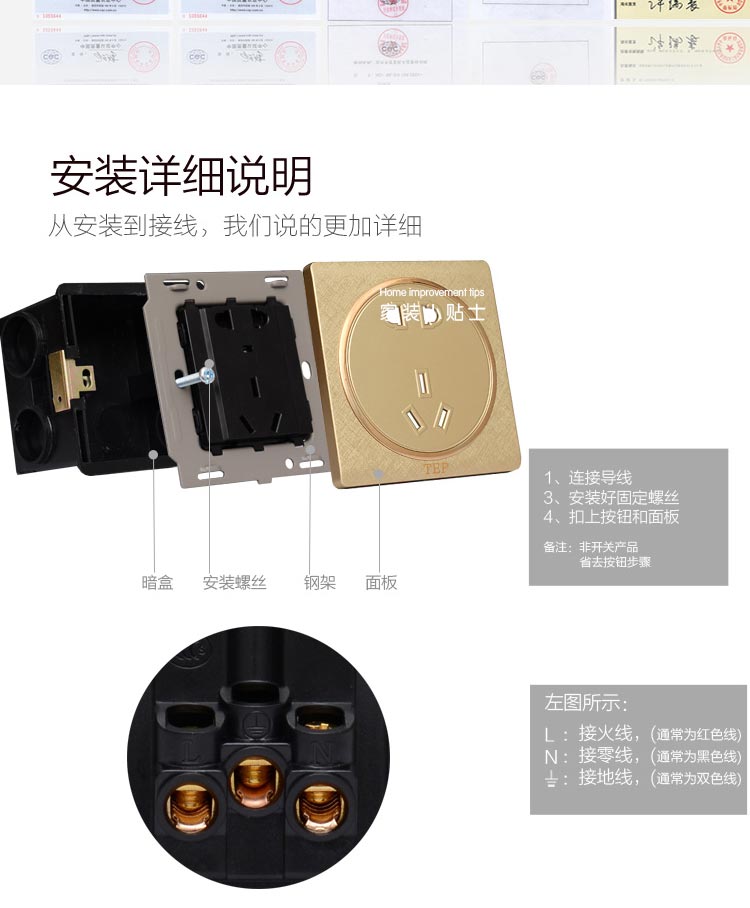 安装详细说明
从安装到接线，我们说的更加详细
Home improvement tips
家装小贴士
TEP
1、连接导线
3、安装好固定螺丝
4、扣上按钮和面板
备注：非开关产品
省去按钮步骤
暗盒 安装螺丝 钢架 面板
L N
左图所示：
L：接火线，(通常为红色线)
N：接零线，(通常为黑色线)
⏚：接地线，(通常为双色线)